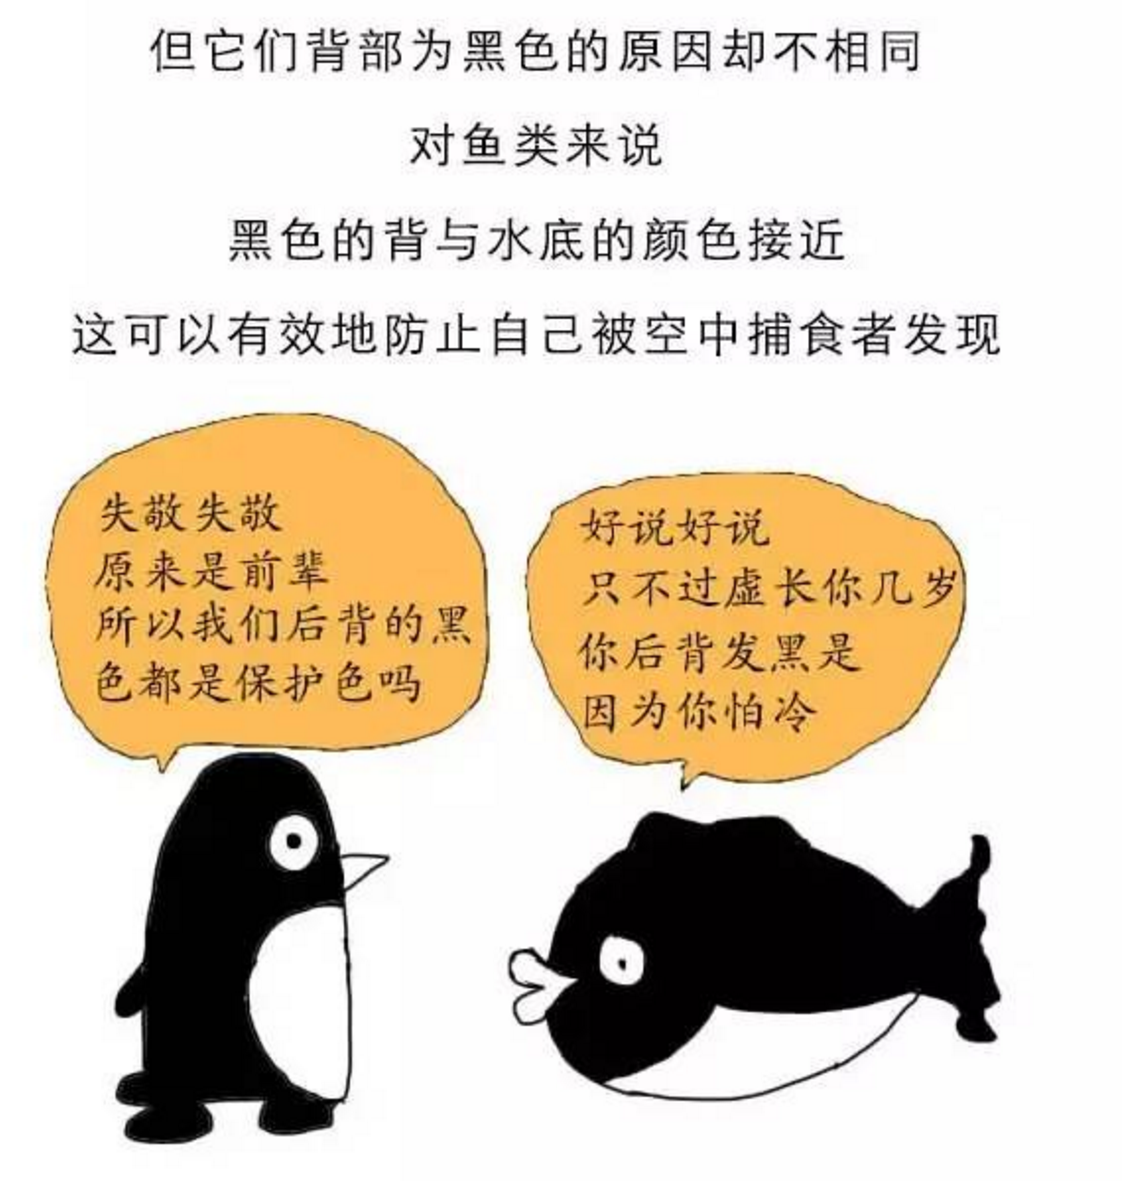 但它们背部为黑色的原因却不相同
对鱼类来说
黑色的背与水底的颜色接近
这可以有效地防止自己被空中捕食者发现
失敬失敬
原来是前辈
所以我们后背的黑
色都是保护色吗
好说好说
只不过虚长你几岁
你后背发黑是
因为你怕冷